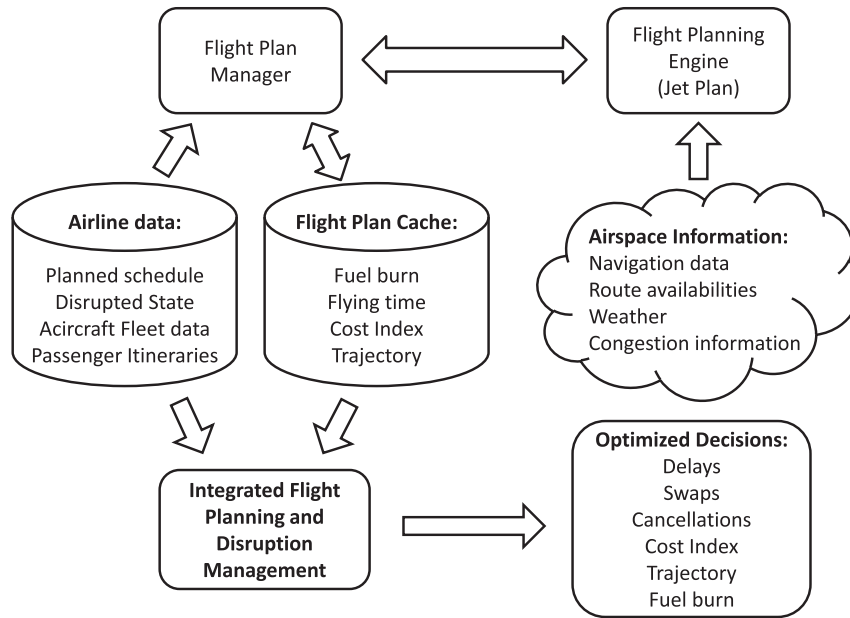 Flight Plan
Manager
Flight Planning
Engine
(Jet Plan)
Airline data:
Planned schedule
Disrupted State
Acircraft Fleet data
Passenger Itineraries
Flight Plan Cache:
Fuel burn
Flying time
Cost Index
Trajectory
Airspace Information:
Navigation data
Route availabilities
Weather
Congestion information
Integrated Flight
Planning and
Disruption
Management
Optimized Decisions:
Delays
Swaps
Cancellations
Cost Index
Trajectory
Fuel burn